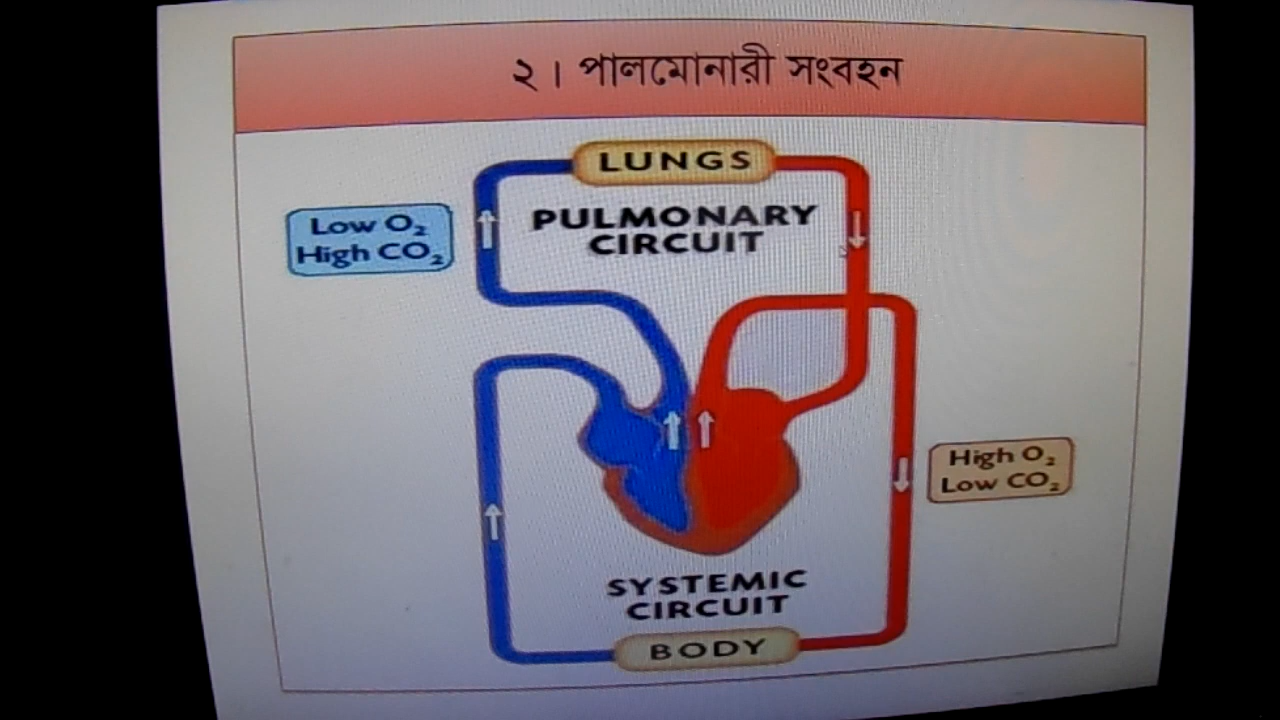 ২। পালমোনারী সংবহন
LUNGS
Low O₂
High CO₂
PULMONARY
CIRCUIT
High O₂
Low CO₂
SYSTEMIC
CIRCUIT
BODY